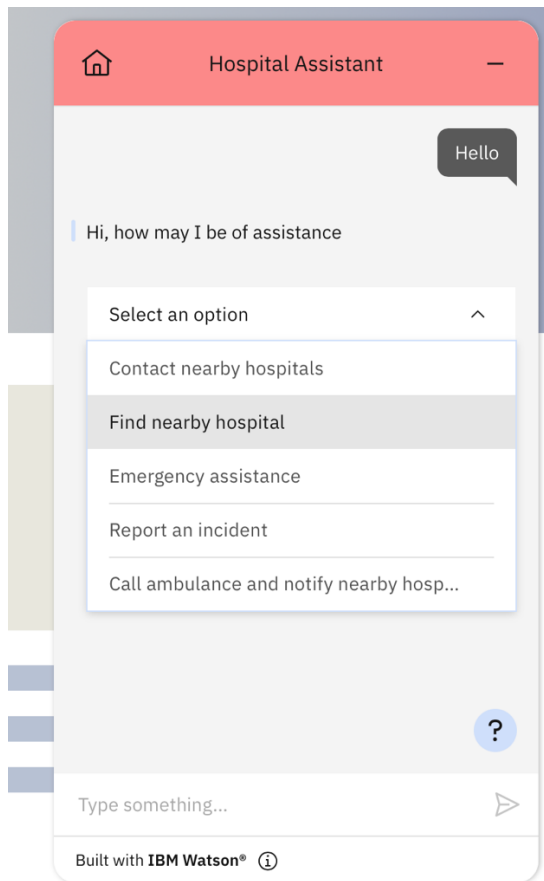 Hospital Assistant
Hello
Hi, how may I be of assistance
Select an option
Contact nearby hospitals
Find nearby hospital
Emergency assistance
Report an incident
Call ambulance and notify nearby hosp...
?
Type something...
Built with IBM Watson®